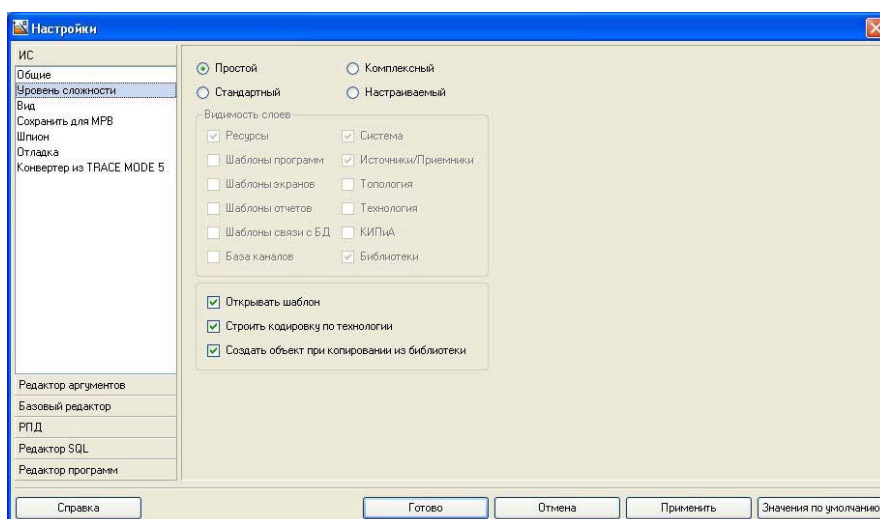 Настройки
ИС
Общие
Уровень сложности
Вид
Сохранить для МРВ
Шпион
Отладка
Конвертер из TRACE MODE 5
Редактор аргументов
Базовый редактор
РПД
Редактор SQL
Редактор программ
Простой
Комплексный
Стандартный
Настраиваемый
Видимость слоев
Ресурсы
Система
Шаблоны программ
Источники/Приемники
Шаблоны экранов
Топология
Шаблоны отчетов
Технология
Шаблоны связи с БД
КИПиА
База каналов
Библиотеки
Открывать шаблон
Строить кодировку по технологии
Создать объект при копировании из библиотеки
Справка
Готово
Отмена
Применить
Значения по умолчанию